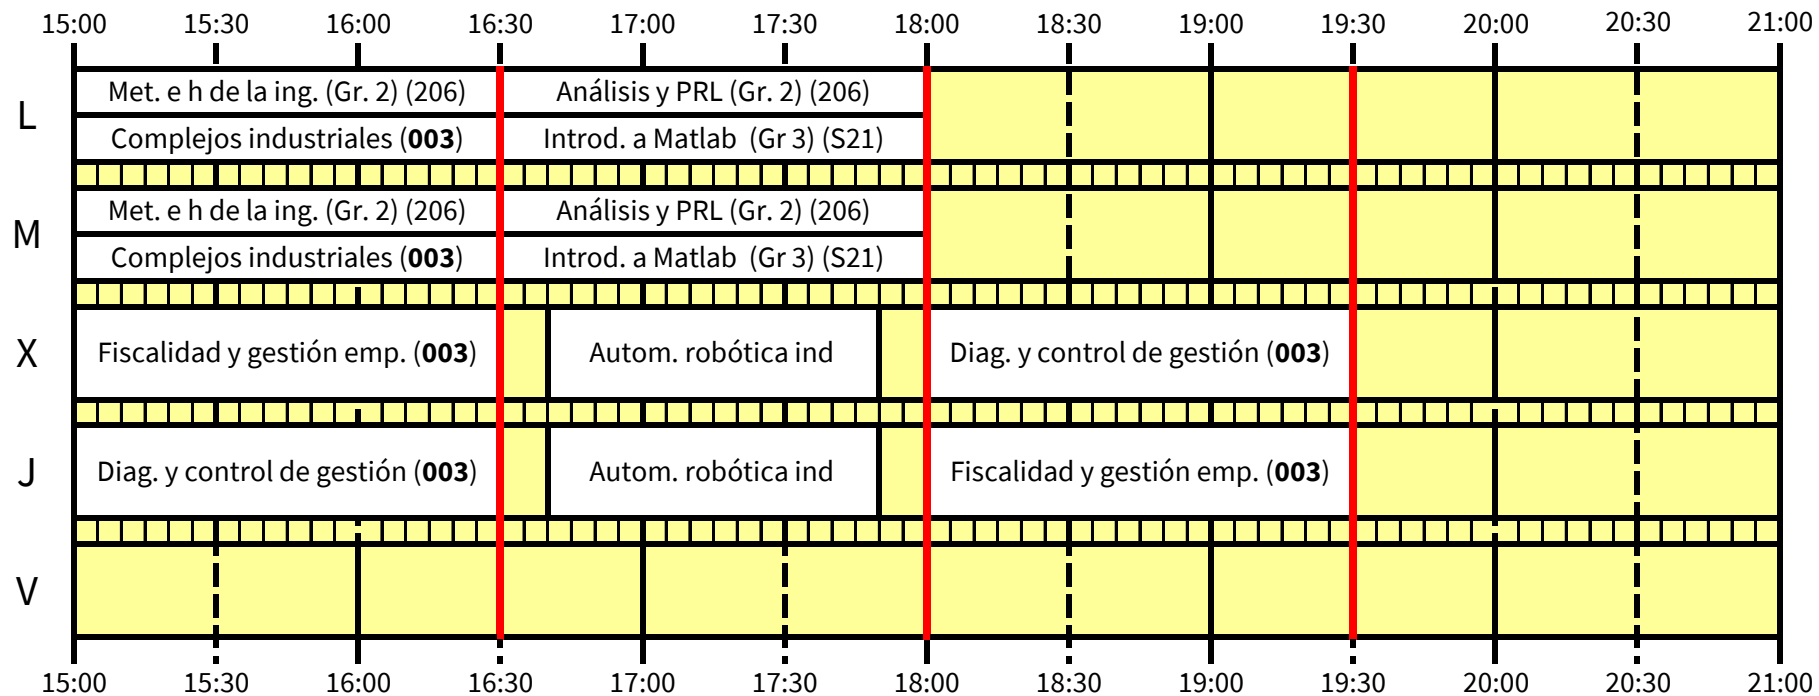 15:00 15:30 16:00 16:30 17:00 17:30 18:00 18:30 19:00 19:30 20:00 20:30 21:00
L
Met. e h de la ing. (Gr. 2) (206) Análisis y PRL (Gr. 2) (206)
Complejos industriales (003) Introd. a Matlab (Gr 3) (S21)
M
Met. e h de la ing. (Gr. 2) (206) Análisis y PRL (Gr. 2) (206)
Complejos industriales (003) Introd. a Matlab (Gr 3) (S21)
X
Fiscalidad y gestión emp. (003) Autom. robótica ind Diag. y control de gestión (003)
J
Diag. y control de gestión (003) Autom. robótica ind Fiscalidad y gestión emp. (003)
V
15:00 15:30 16:00 16:30 17:00 17:30 18:00 18:30 19:00 19:30 20:00 20:30 21:00